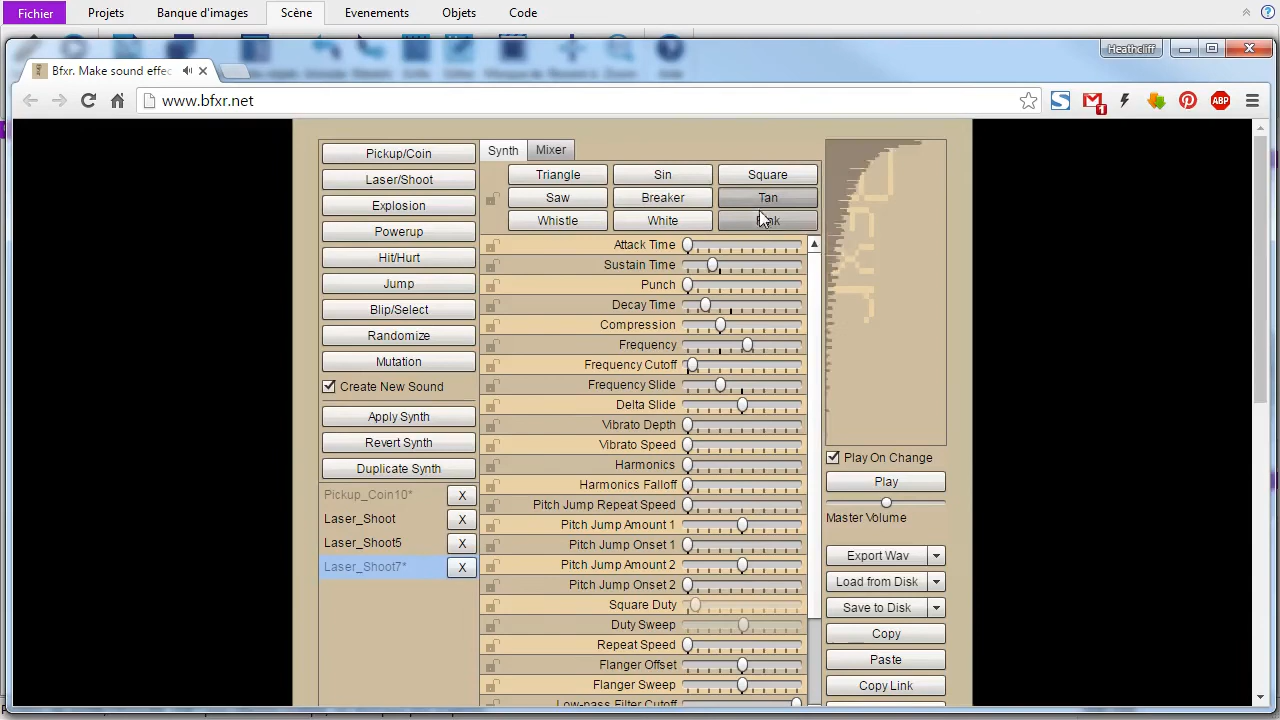 Fichier Projets Banque d'images Scène Evenements Objets Code
Heathcliff
Bfxr. Make sound effec
www.bfxr.net
1
ABP
Synth Mixer
Pickup/Coin
Laser/Shoot
Explosion
Powerup
Hit/Hurt
Jump
Blip/Select
Randomize
Mutation
Create New Sound
Apply Synth
Revert Synth
Duplicate Synth
Pickup_Coin10* X
Laser_Shoot X
Laser_Shoot5 X
Laser_Shoot7* X
Triangle Sin Square
Saw Breaker Tan
Whistle White
Attack Time
Sustain Time
Punch
Decay Time
Compression
Frequency
Frequency Cutoff
Frequency Slide
Delta Slide
Vibrato Depth
Vibrato Speed
Harmonics
Harmonics Falloff
Pitch Jump Repeat Speed
Pitch Jump Amount 1
Pitch Jump Onset 1
Pitch Jump Amount 2
Pitch Jump Onset 2
Square Duty
Duty Sweep
Repeat Speed
Flanger Offset
Flanger Sweep
Low-pass Filter Cutoff
Play On Change
Play
Master Volume
Export Wav
Load from Disk
Save to Disk
Copy
Paste
Copy Link